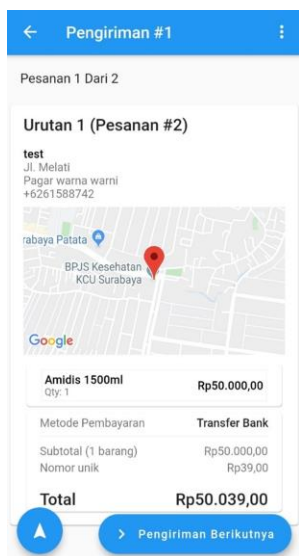 Pengiriman #1
Pesanan 1 Dari 2
Urutan 1 (Pesanan #2)
test
Jl. Melati
Pagar warna warni
+6261588742
rabaya Patata
BPJS Kesehatan
KCU Surabaya
Google
Amidis 1500ml Rp50.000,00
Qty: 1
Metode Pembayaran Transfer Bank
Subtotal (1 barang) Rp50.000,00
Nomor unik Rp39,00
Total Rp50.039,00
Pengiriman Berikutnya